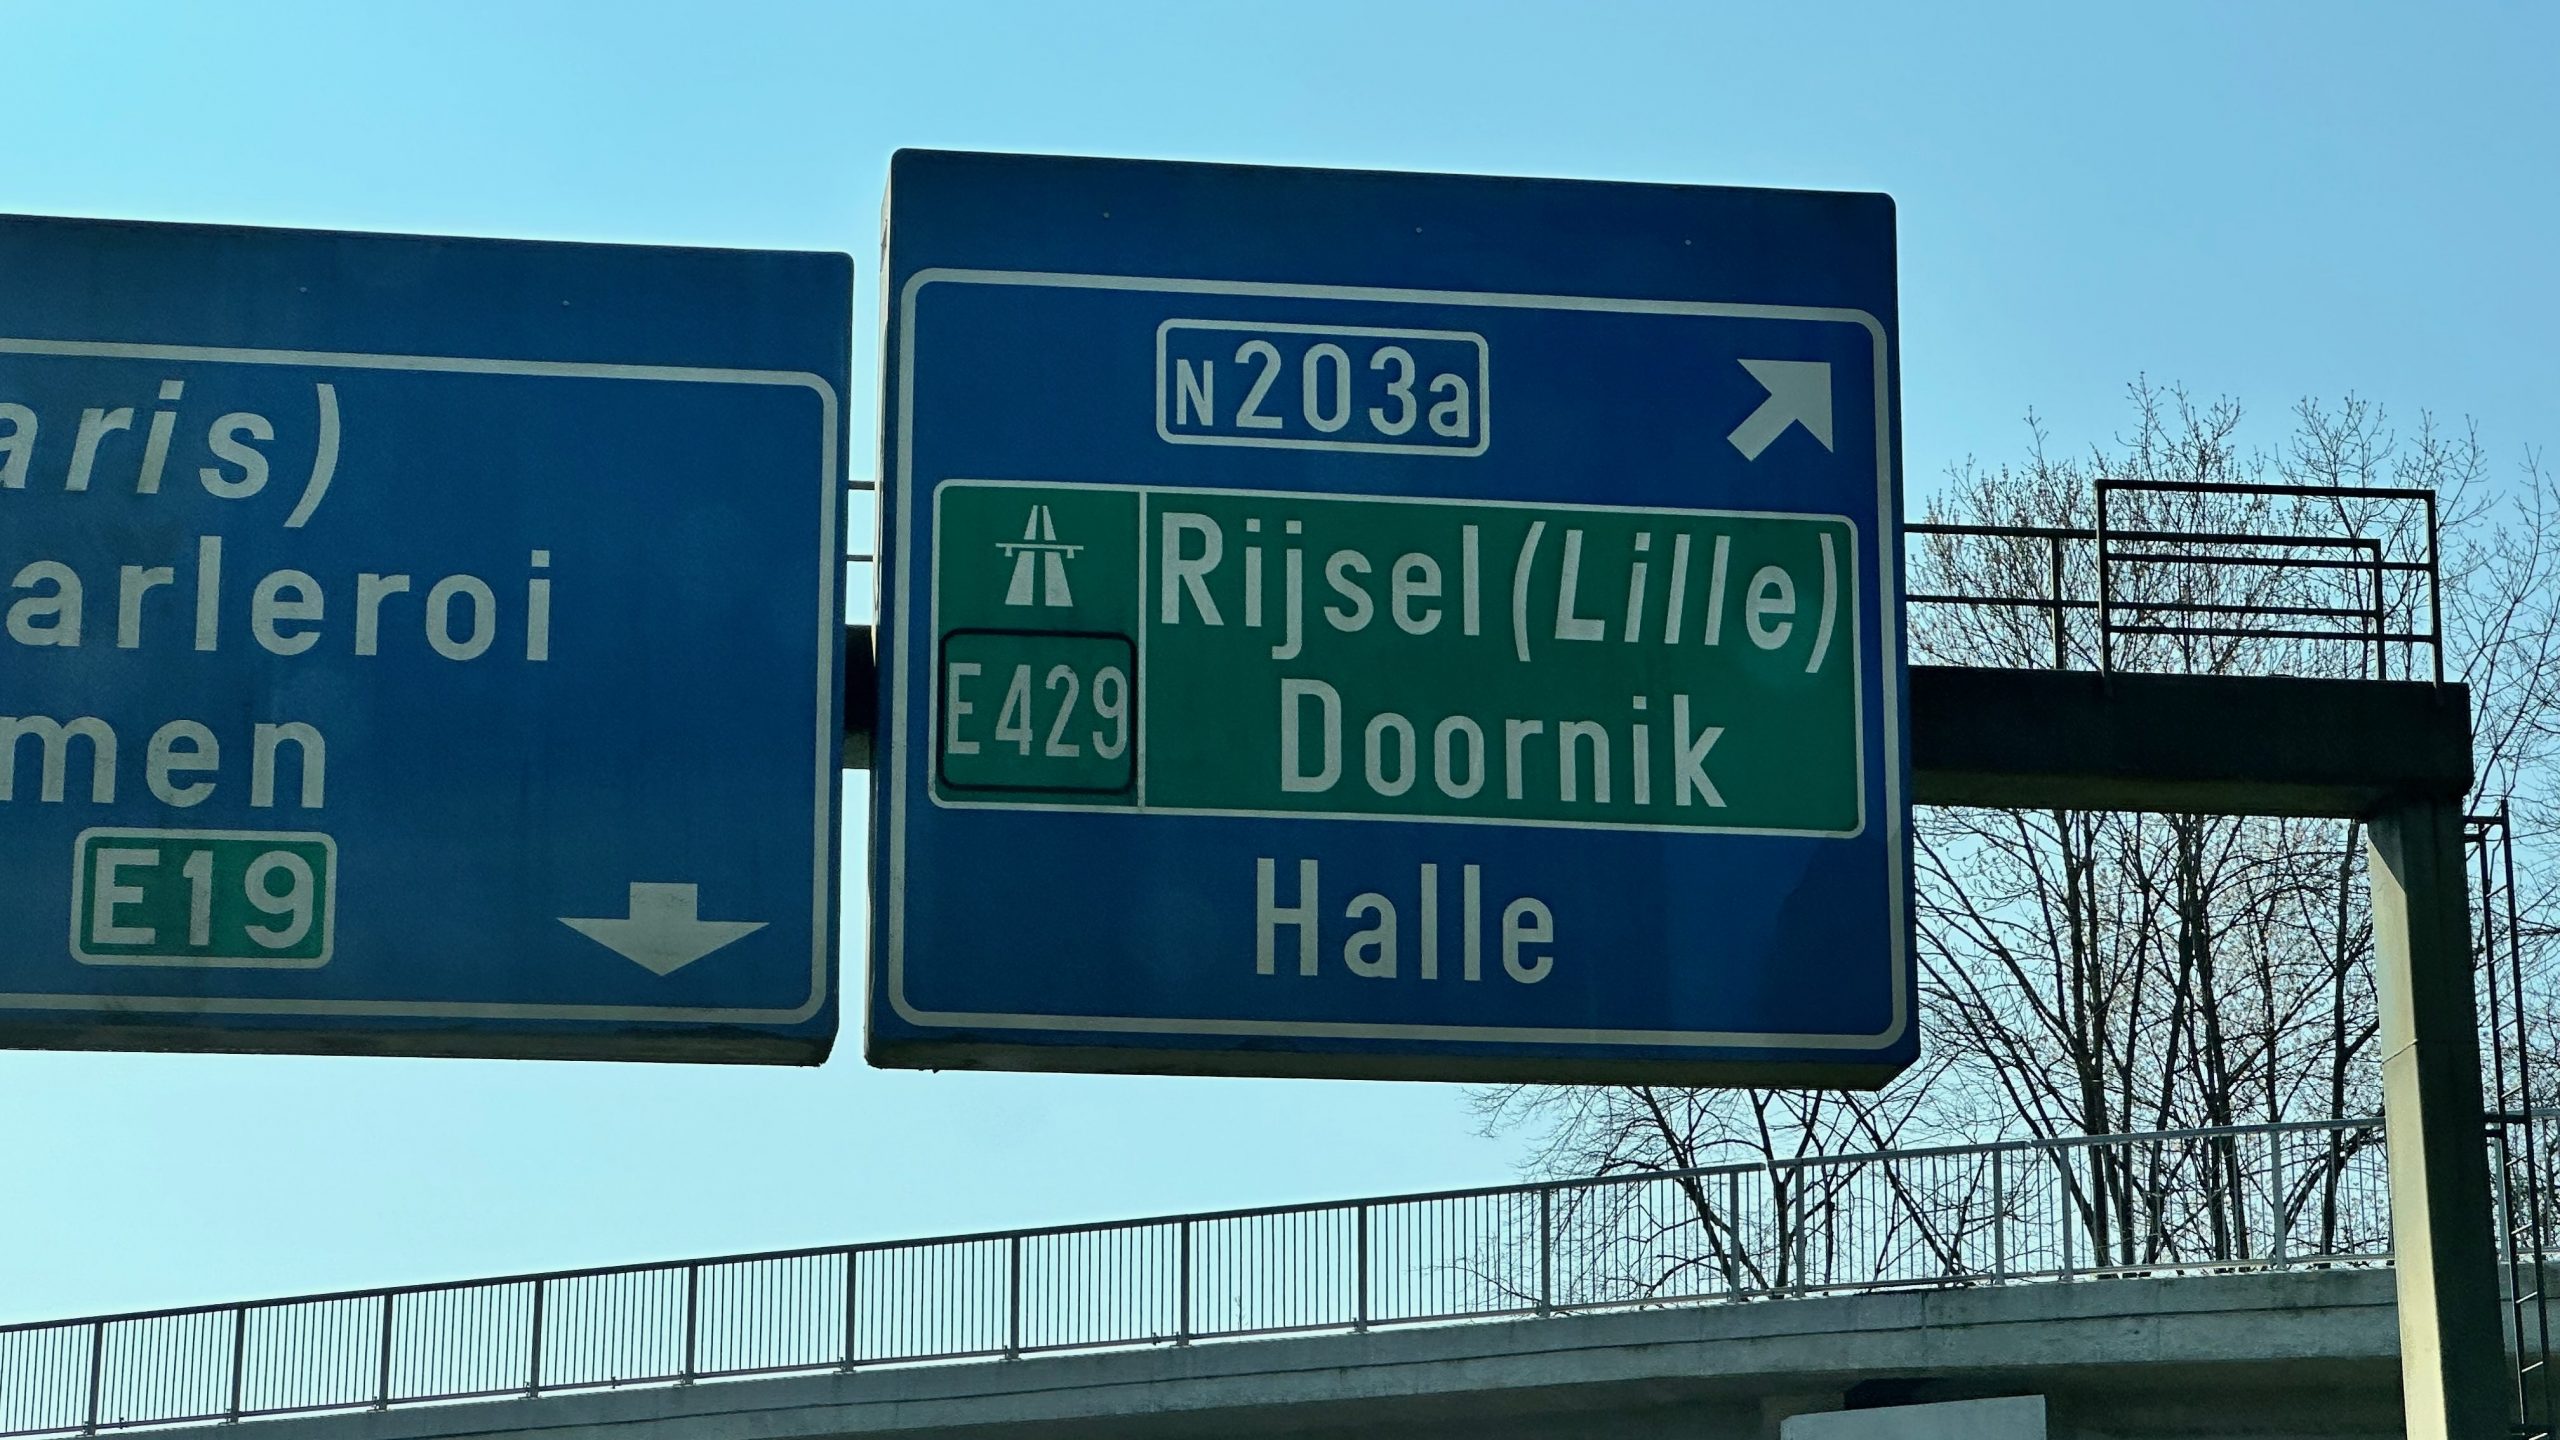 aris)
arleroi
men
E19
N203a
Rijsel (Lille)
E429
Doornik
Halle